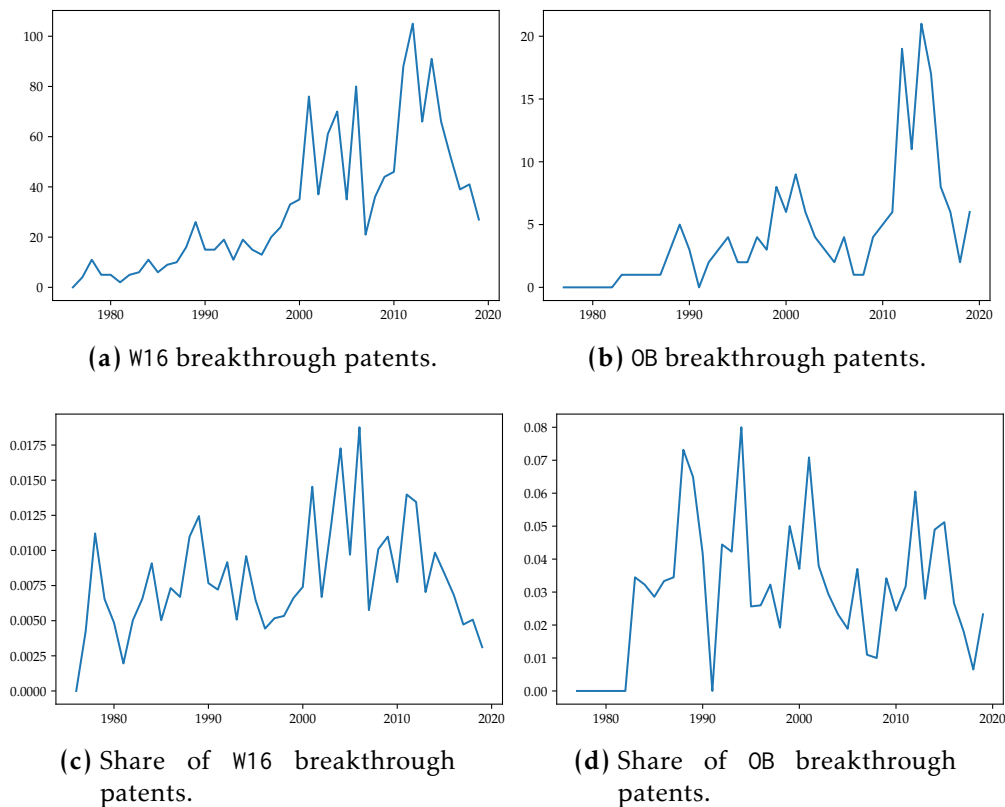 100
80
60
40
20
0
1980 1990 2000 2010 2020
(a) W16 breakthrough patents.
20
15
10
5
0
1980 1990 2000 2010 2020
(b) OB breakthrough patents.
0.0175
0.0150
0.0125
0.0100
0.0075
0.0050
0.0025
0.0000
1980 1990 2000 2010 2020
(c) Share of W16 breakthrough
patents.
0.08
0.07
0.06
0.05
0.04
0.03
0.02
0.01
0.00
1980 1990 2000 2010 2020
(d) Share of OB breakthrough
patents.